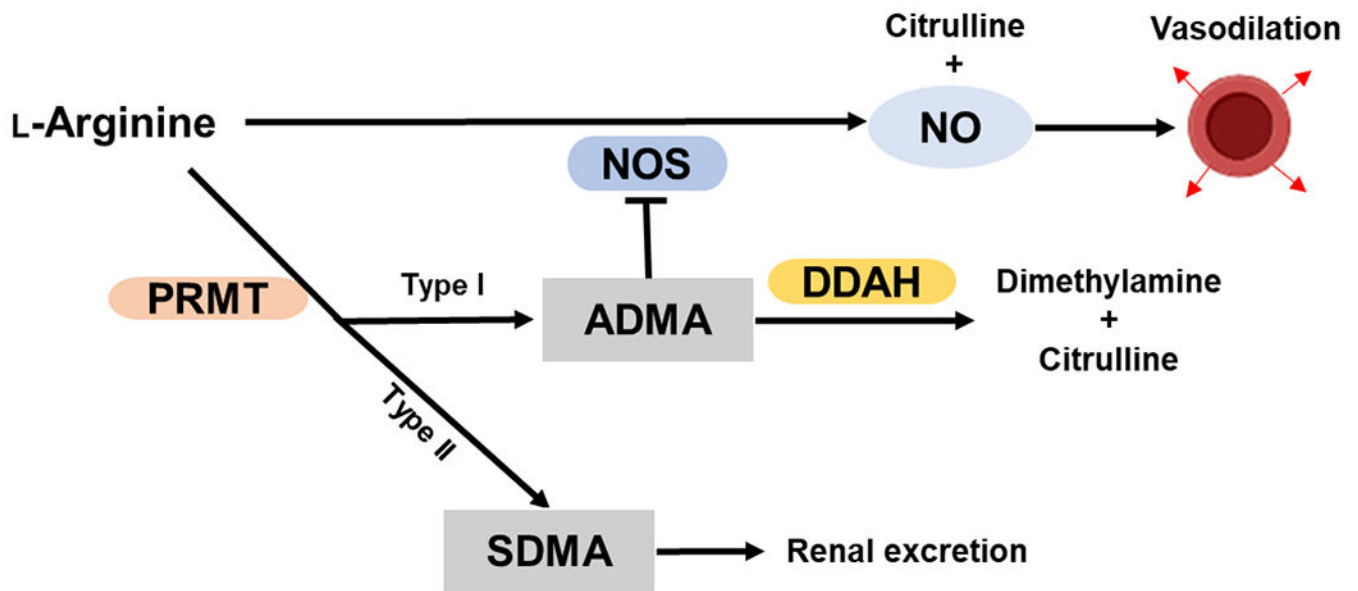 Citrulline
+
Vasodilation
L-Arginine
NO
NOS
PRMT
Type I
ADMA
DDAH
Dimethylamine
+
Citrulline
Type II
SDMA
Renal excretion